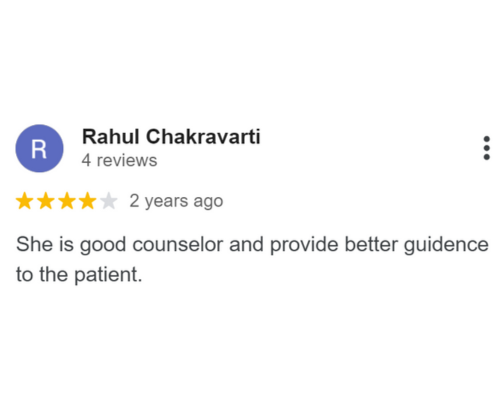 R
Rahul Chakravarti
4 reviews
2 years ago
She is good counselor and provide better guidence
to the patient.